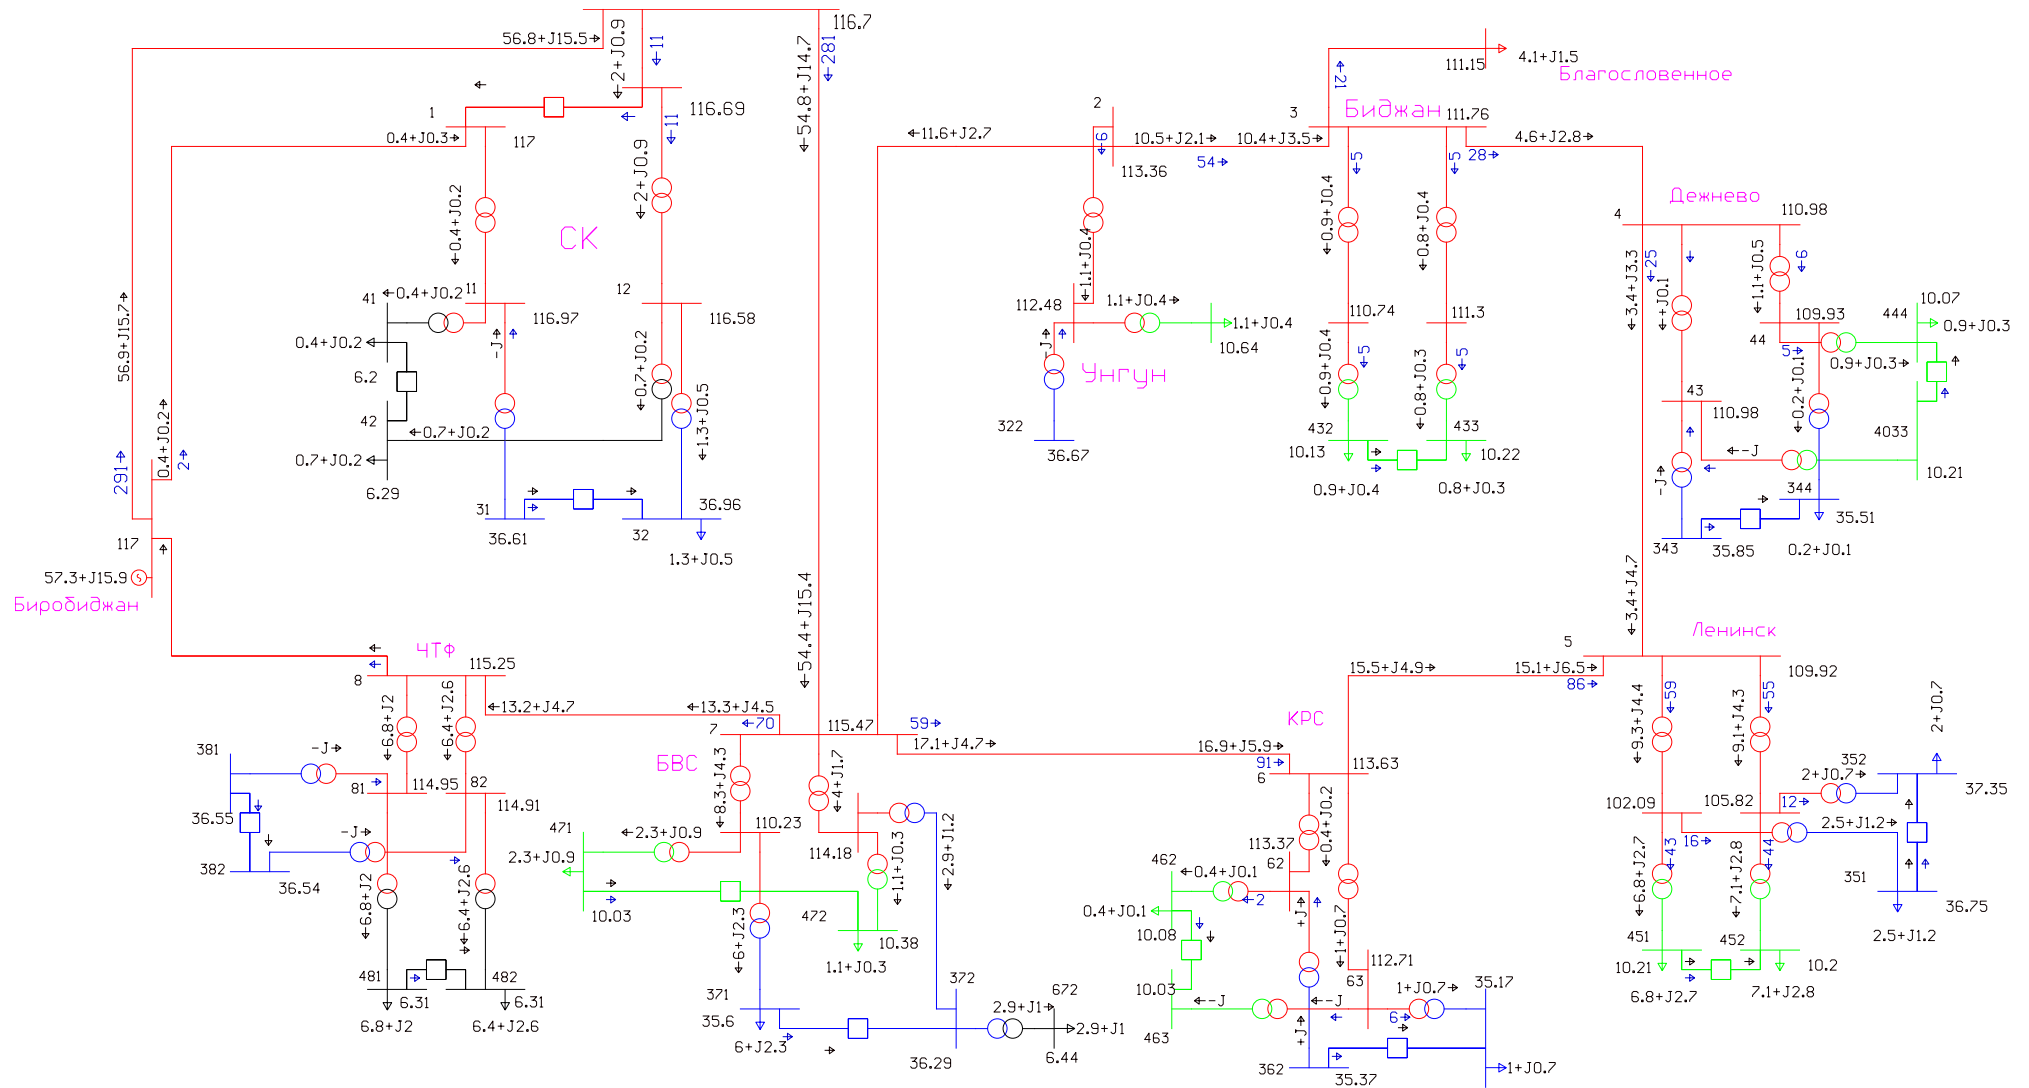 116.7
56.8+J15.5→
←2+J0.9
←11
←54.8+J14.7
←281
116.69
1
0.4+J0.3→
117
←11
←2+J0.9
←0.4+J0.2
СК
56.9+J15.7→
41
←0.4+J0.2
11
116.97
12
116.58
0.4+J0.2
6.2
-J→
←0.7+J0.2
←1.3+J0.5
42
←0.7+J0.2
0.7+J0.2
6.29
31
36.61
32
36.96
1.3+J0.5
291→
0.4+J0.2→
2→
117
57.3+J15.9
S
Биробиджан
111.15
4.1+J1.5
Благословенное
←21
2
←11.6+J2.7
←6
10.5+J2.1→
54→
113.36
3
10.4+J3.5→
Биджан
111.76
28→
4.6+J2.8→
←5
←5
←0.9+J0.4
←0.8+J0.4
←1.1+J0.4
112.48
1.1+J0.4→
1.1+J0.4
10.64
-J→
Унгун
322
36.67
110.74
111.3
←0.9+J0.4
←5
←0.8+J0.3
←5
432
10.13
433
10.22
0.9+J0.4
0.8+J0.3
Дежнево
4
110.98
←3.4+J3.3
←25
←+J0.1
←1.1+J0.5
←6
109.93
44
5→
444
10.07
0.9+J0.3
0.9+J0.3→
←0.2+J0.1
43
110.98
4033
10.21
←-J
-J→
344
35.51
343
35.85
0.2+J0.1
←3.4+J4.7
←54.4+J15.4
ЧТФ
8
115.25
←6.8+J2
←6.4+J2.6
←13.2+J4.7
←13.3+J4.5
←70
7
115.47
59→
17.1+J4.7→
381
-J→
81
114.95
82
114.91
36.55
-J→
382
36.54
←6.8+J2
←6.4+J2.6
481
6.31
482
6.31
6.8+J2
6.4+J2.6
БВС
←8.3+J4.3
←4+J1.7
110.23
471
←2.3+J0.9
2.3+J0.9
10.03
114.18
←1.1+J0.3
←2.9+J1.2
472
10.38
1.1+J0.3
←6+J2.3
371
35.6
6+J2.3
372
36.29
2.9+J1→
672
2.9+J1
6.44
КРС
16.9+J5.9→
91→
6
113.63
15.5+J4.9→
←0.4+J0.2
113.37
62
462
←0.4+J0.1
←2
0.4+J0.1
10.08
+J→
←1+J0.7
10.03
463
←-J
←-J
112.71
63
1+J0.7→
6→
35.17
+J→
362
35.37
1+J0.7
Ленинск
5
15.1+J6.5→
86→
109.92
←9.3+J4.4
←59
←9.1+J4.3
←55
2+J0.7
352
2+J0.7→
37.35
102.09
105.82
12→
2.5+J1.2→
16→
←6.8+J2.7
←43
←7.1+J2.8
←44
351
36.75
2.5+J1.2
451
10.21
452
10.2
6.8+J2.7
7.1+J2.8